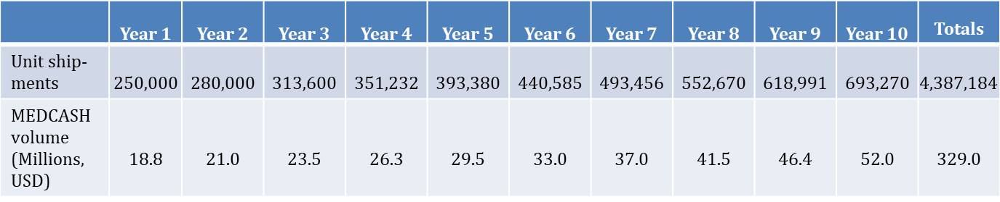 Year 1 Year 2 Year 3 Year 4 Year 5 Year 6 Year 7 Year 8 Year 9 Year 10 Totals
Unit ship-
ments 250,000 280,000 313,600 351,232 393,380 440,585 493,456 552,670 618,991 693,270 4,387,184
MEDCASH
volume
(Millions, 18.8 21.0 23.5 26.3 29.5 33.0 37.0 41.5 46.4 52.0 329.0
USD)